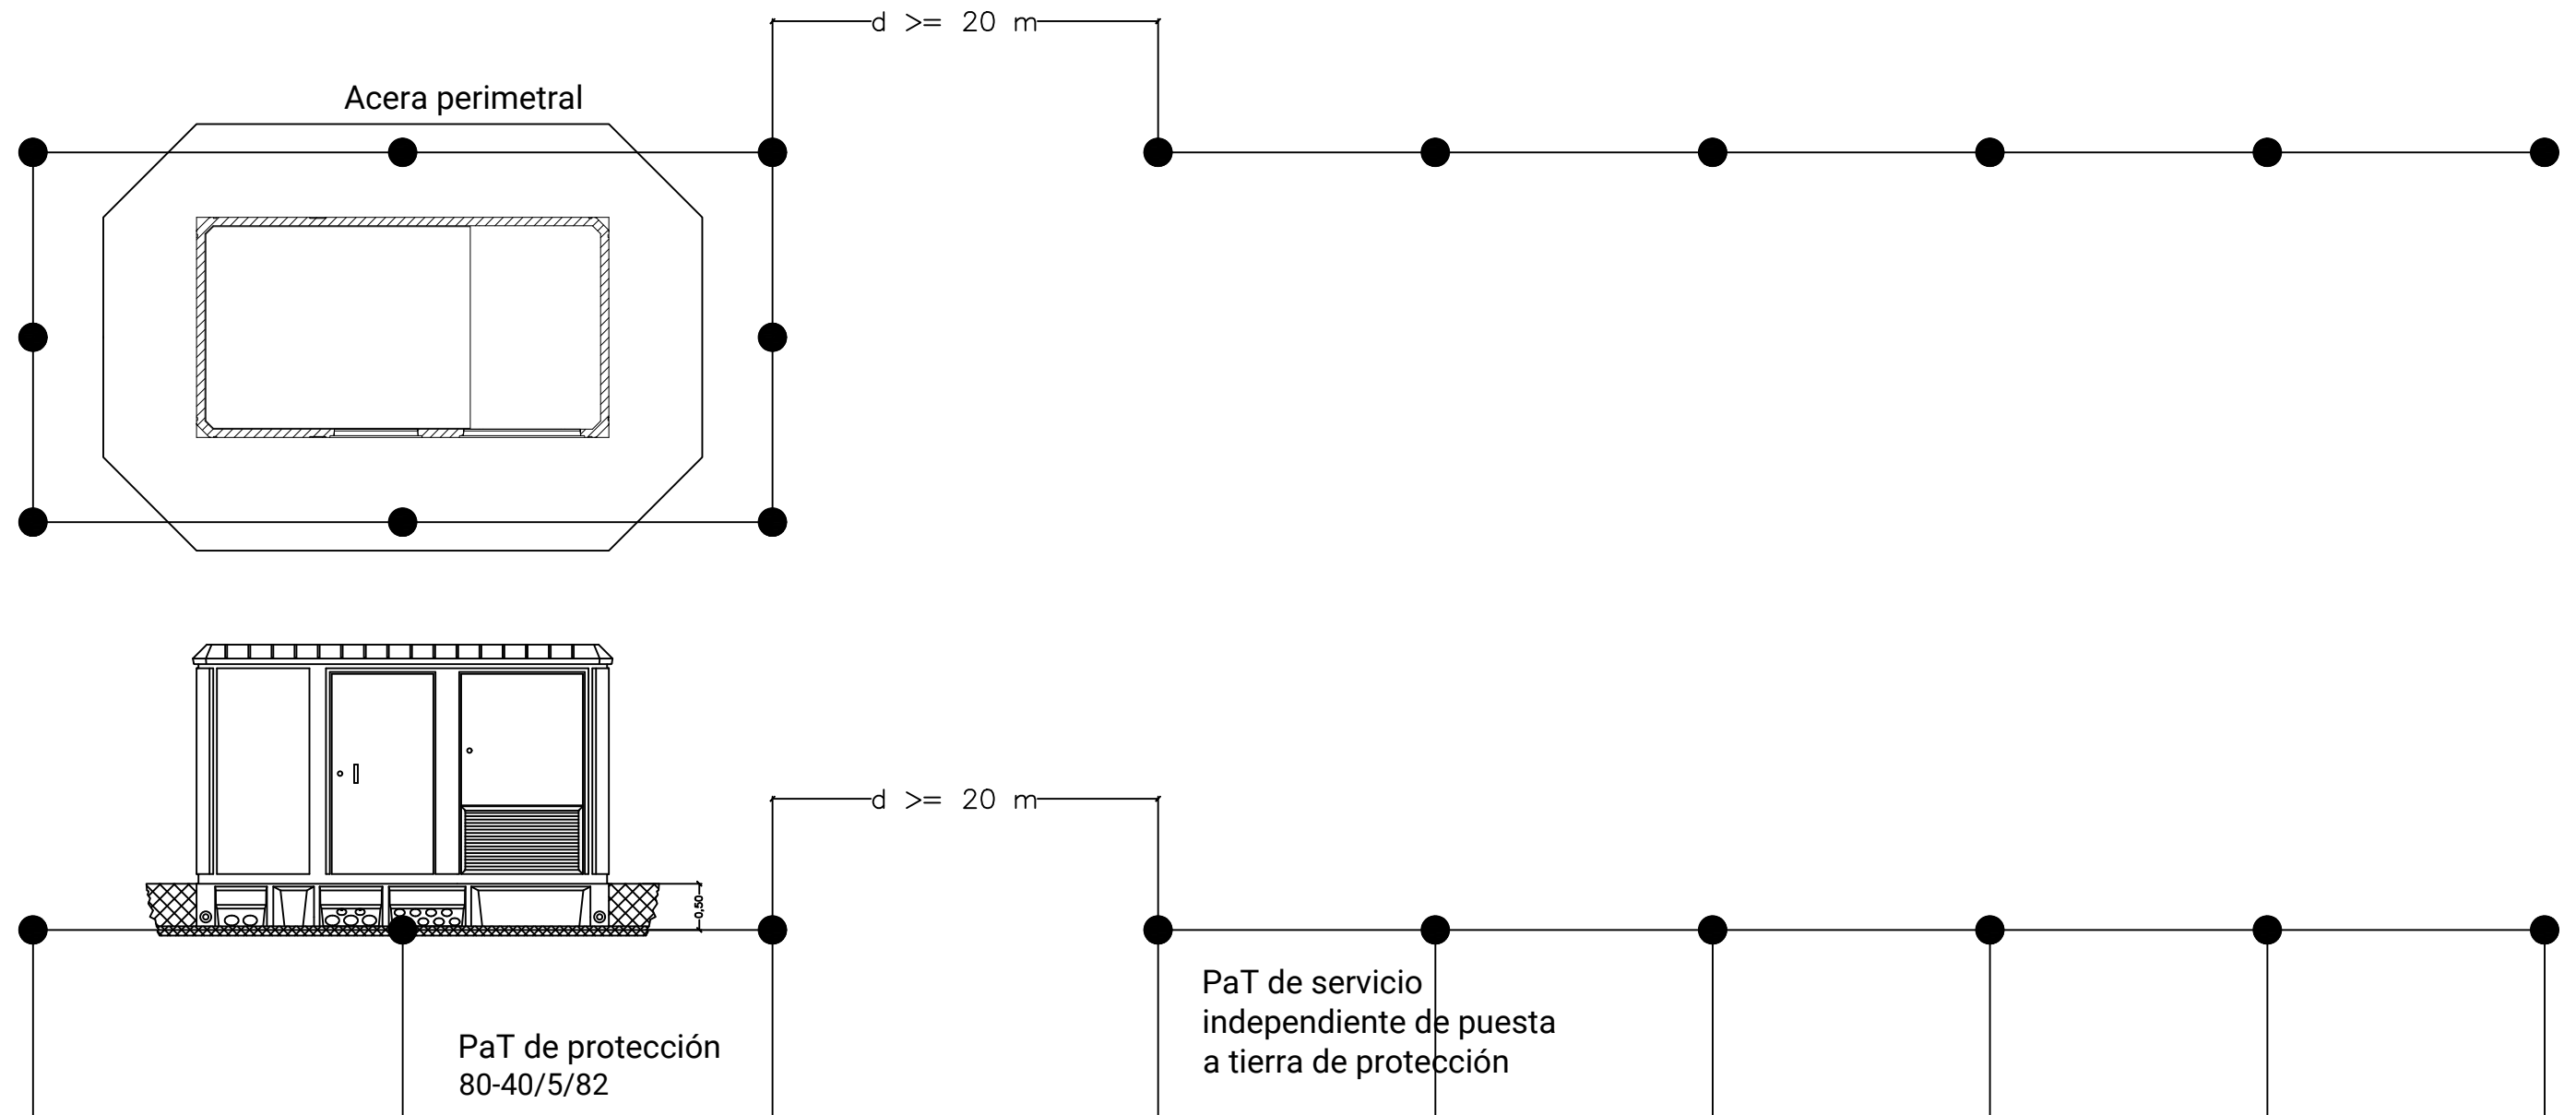 d >= 20 m
Acera perimetral
d >= 20 m
0,50
PaT de servicio
independiente de puesta
a tierra de protección
PaT de protección
80-40/5/82